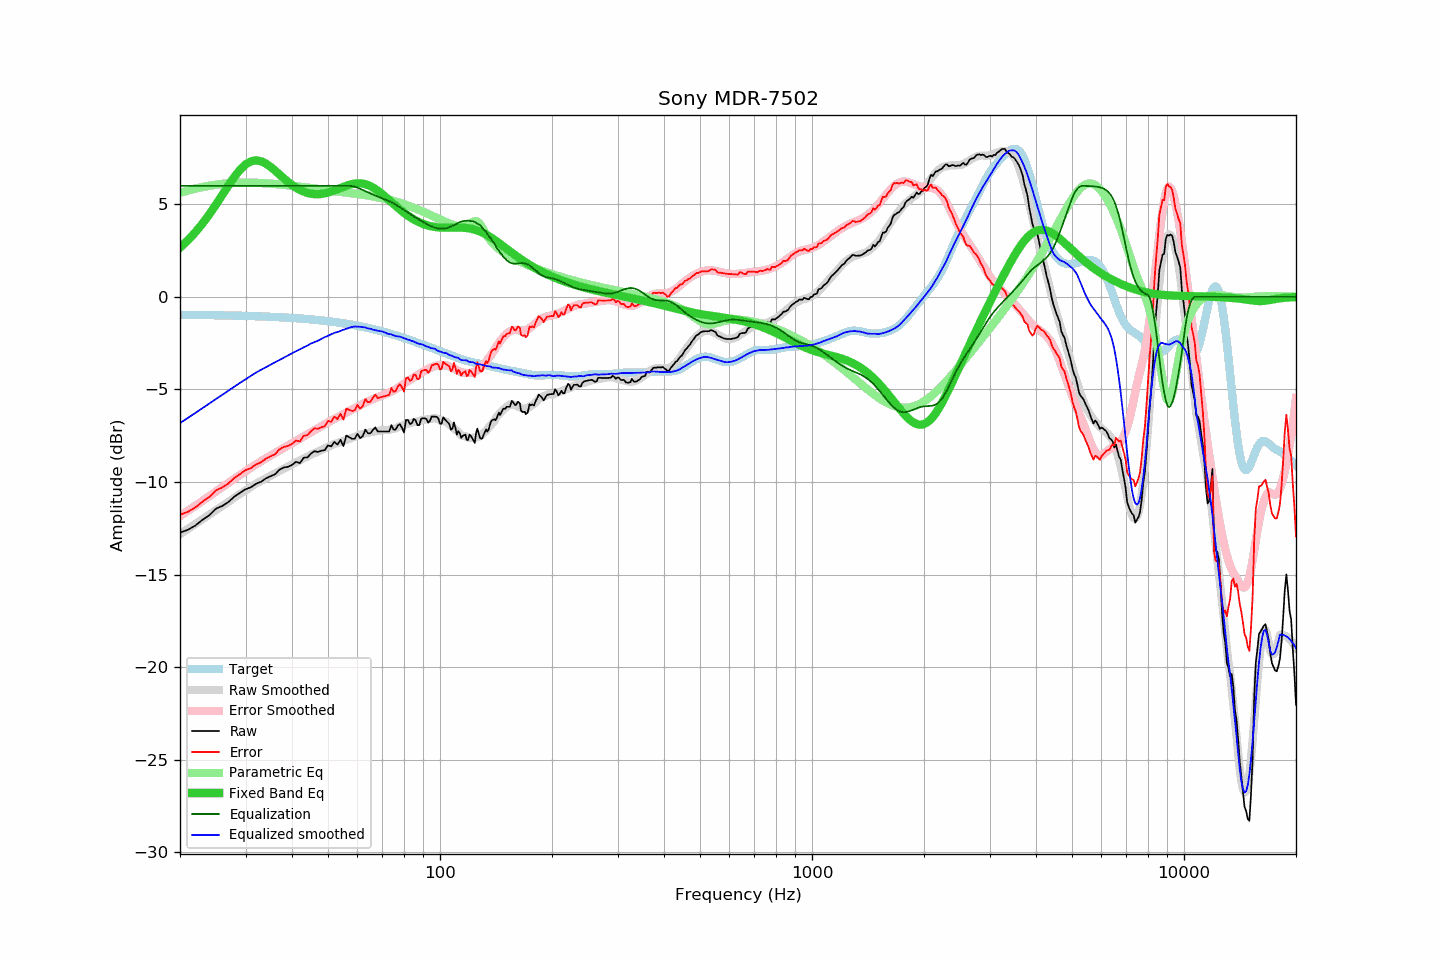 Sony MDR-7502
Amplitude (dBr)
5
0
−5
−10
−15
−20
−25
−30
Target
Raw Smoothed
Error Smoothed
Raw
Error
Parametric Eq
Fixed Band Eq
Equalization
Equalized smoothed
100
1000
10000
Frequency (Hz)